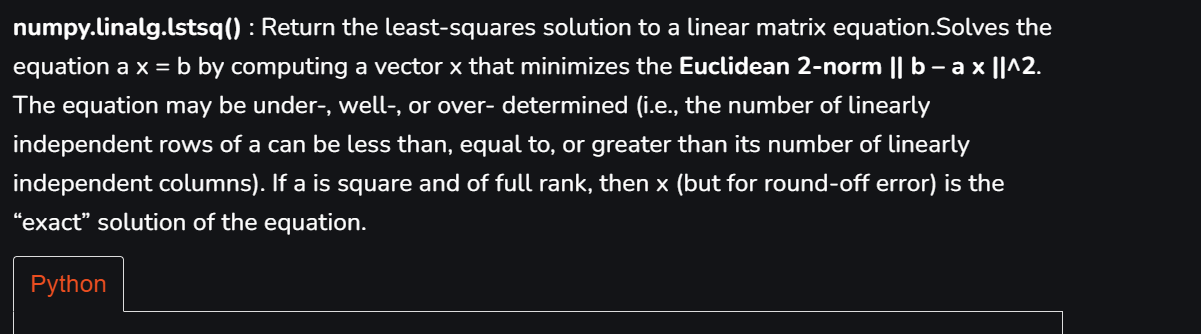 numpy.linalg.lstsq() : Return the least-squares solution to a linear matrix equation.Solves the
equation a x = b by computing a vector x that minimizes the Euclidean 2-norm || b – a x ||^2.
The equation may be under-, well-, or over- determined (i.e., the number of linearly
independent rows of a can be less than, equal to, or greater than its number of linearly
independent columns). If a is square and of full rank, then x (but for round-off error) is the
“exact” solution of the equation.
Python